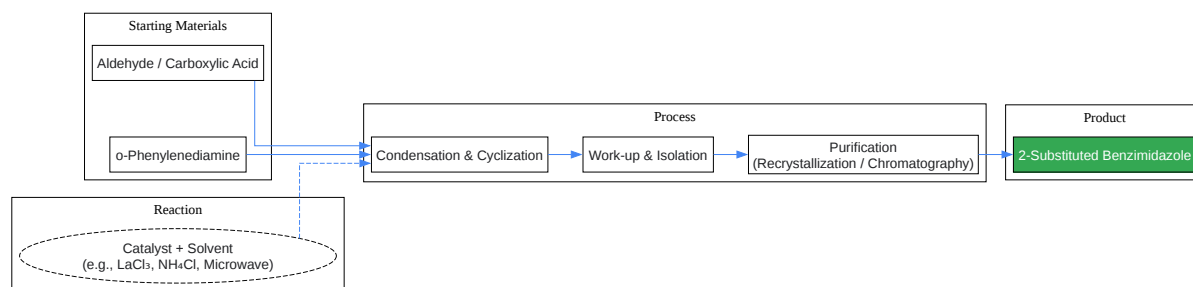 Starting Materials
Aldehyde / Carboxylic Acid
o-Phenylenediamine
Reaction
Catalyst + Solvent
(e.g., LaCl₃, NH₄Cl, Microwave)
Process
Condensation & Cyclization
Work-up & Isolation
Purification
(Recrystallization / Chromatography)
Product
2-Substituted Benzimidazole